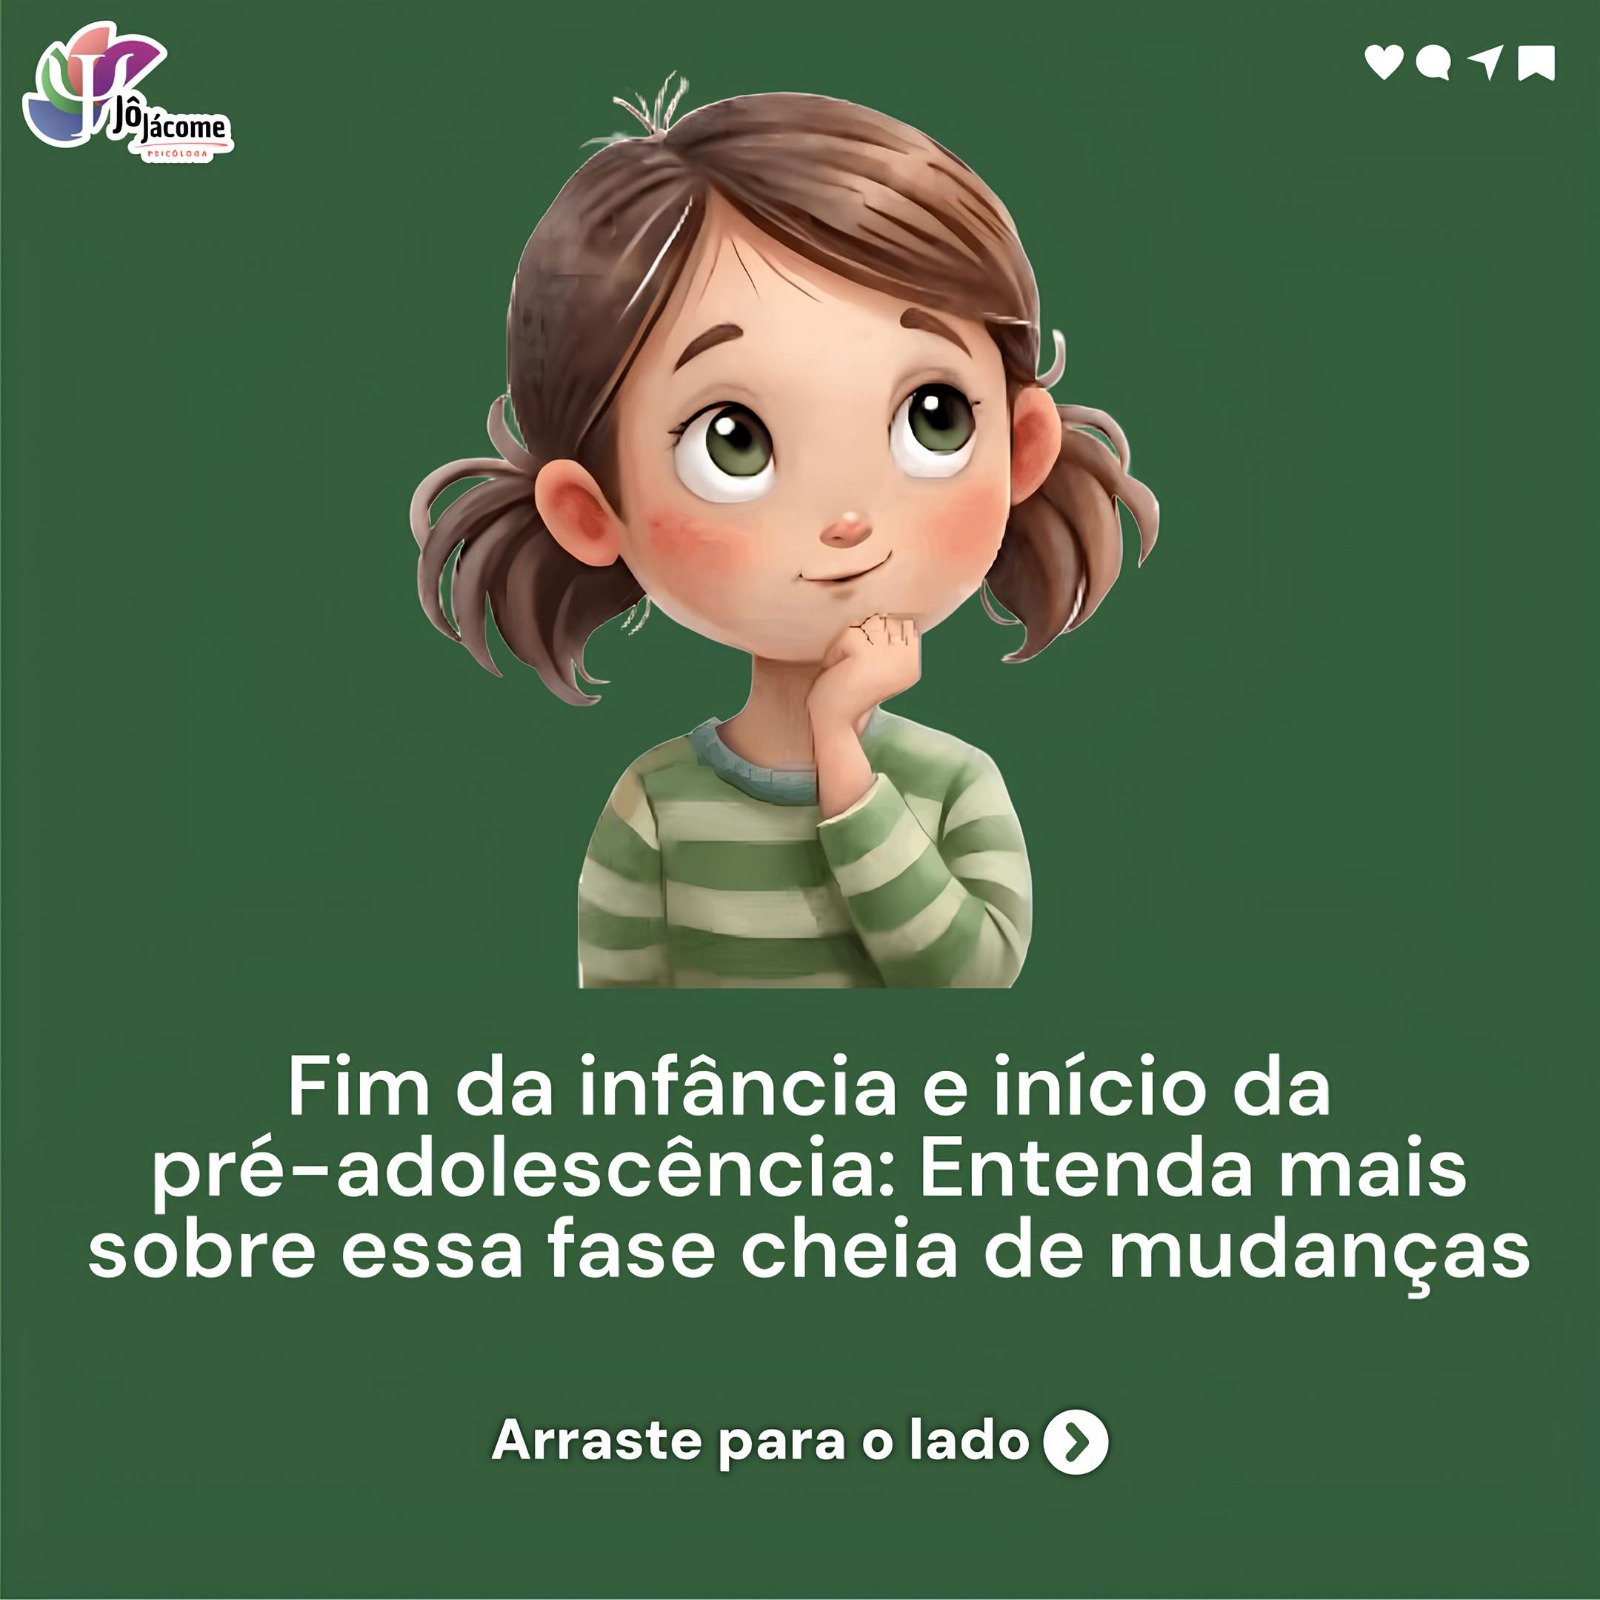 Jô
Jácome
PSICÓLOGA
Fim da infância e início da
pré-adolescência: Entenda mais
sobre essa fase cheia de mudanças
Arraste para o lado